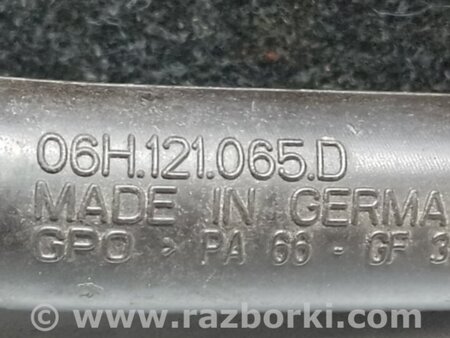 06H.121.065.D
MADE IN GERMA
GPO > PA 66 - GF 3
© www.razborki.com